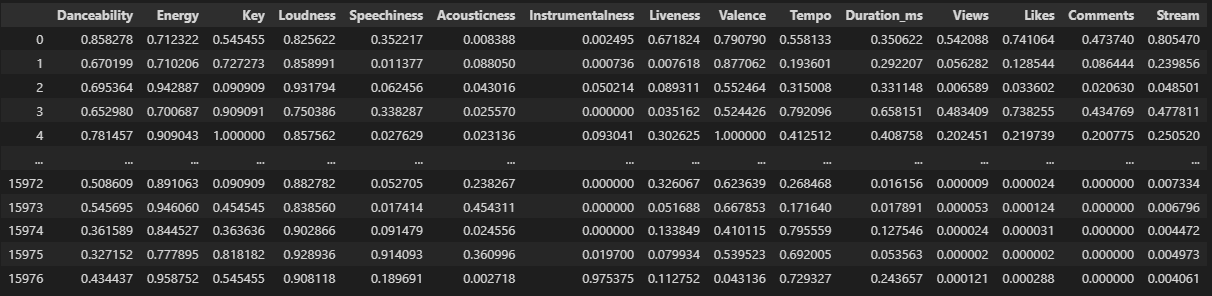 Danceability Energy Key Loudness Speechiness Acousticness Instrumentalness Liveness Valence Tempo Duration_ms Views Likes Comments Stream
0 0.858278 0.712322 0.545455 0.825622 0.352217 0.008388 0.002495 0.671824 0.790790 0.558133 0.350622 0.542088 0.741064 0.473740 0.805470
1 0.670199 0.710206 0.727273 0.858991 0.011377 0.088050 0.000736 0.007618 0.877062 0.193601 0.292207 0.056282 0.128544 0.086444 0.239856
2 0.695364 0.942887 0.090909 0.931794 0.062456 0.043016 0.050214 0.089311 0.552464 0.315008 0.331148 0.006589 0.033602 0.020630 0.048501
3 0.652980 0.700687 0.909091 0.750386 0.338287 0.025570 0.000000 0.035162 0.524426 0.792096 0.658151 0.483409 0.738255 0.434769 0.477811
4 0.781457 0.909043 1.000000 0.857562 0.027629 0.023136 0.093041 0.302625 1.000000 0.412512 0.408758 0.202451 0.219739 0.200775 0.250520
... ... ... ... ... ... ... ... ... ... ... ... ... ... ... ...
15972 0.508609 0.891063 0.090909 0.882782 0.052705 0.238267 0.000000 0.326067 0.623639 0.268468 0.016156 0.000009 0.000024 0.000000 0.007334
15973 0.545695 0.946060 0.454545 0.838560 0.017414 0.454311 0.000000 0.051688 0.667853 0.171640 0.017891 0.000053 0.000124 0.000000 0.006796
15974 0.361589 0.844527 0.363636 0.902866 0.091479 0.024556 0.000000 0.133849 0.410115 0.795559 0.127546 0.000024 0.000031 0.000000 0.004472
15975 0.327152 0.777895 0.818182 0.928936 0.914093 0.360996 0.019700 0.079934 0.539523 0.692005 0.053563 0.000002 0.000002 0.000000 0.004973
15976 0.434437 0.958752 0.545455 0.908118 0.189691 0.002718 0.975375 0.112752 0.043136 0.729327 0.243657 0.000121 0.000288 0.000000 0.004061